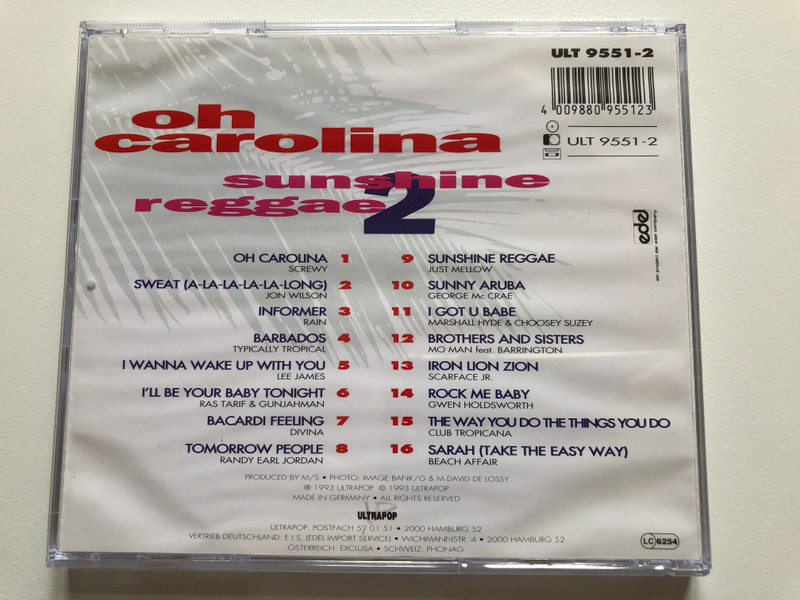 ULT 9551-2
4 009880 955123
ULT 9551-2
oh
carolina
sunshine
reggae 2
edel
ein produkt der edel company
OH CAROLINA 1
SCREWY
SWEAT (A-LA-LA-LA-LA-LONG) 2
JON WILSON
INFORMER 3
RAIN
BARBADOS 4
TYPICALLY TROPICAL
I WANNA WAKE UP WITH YOU 5
LEE JAMES
I'LL BE YOUR BABY TONIGHT 6
RAS TARIF & GUNJAHMAN
BACARDI FEELING 7
DIVINA
TOMORROW PEOPLE 8
RANDY EARL JORDAN
9 SUNSHINE REGGAE
JUST MELLOW
10 SUNNY ARUBA
GEORGE Mc CRAE
11 I GOT U BABE
MARSHALL HYDE & CHOOSEY SUZEY
12 BROTHERS AND SISTERS
MO MAN feat. BARRINGTON
13 IRON LION ZION
SCARFACE JR.
14 ROCK ME BABY
GWEN HOLDSWORTH
15 THE WAY YOU DO THE THINGS YOU DO
CLUB TROPICANA
16 SARAH (TAKE THE EASY WAY)
BEACH AFFAIR
PRODUCED BY M/S • PHOTO: IMAGE BANK/G & M.DAVID DE LOSSY
℗ 1993 ULTRAPOP © 1993 ULTRAPOP
MADE IN GERMANY • ALL RIGHTS RESERVED
ULTRAPOP
ULTRAPOP: POSTFACH 52 01 51 • 2000 HAMBURG 52
VERTRIEB DEUTSCHLAND: E.I.S. (EDEL IMPORT SERVICE) • WICHMANNSTR. 4 • 2000 HAMBURG 52
ÖSTERREICH: EXCLUSA • SCHWEIZ: PHONAG
LC 6254